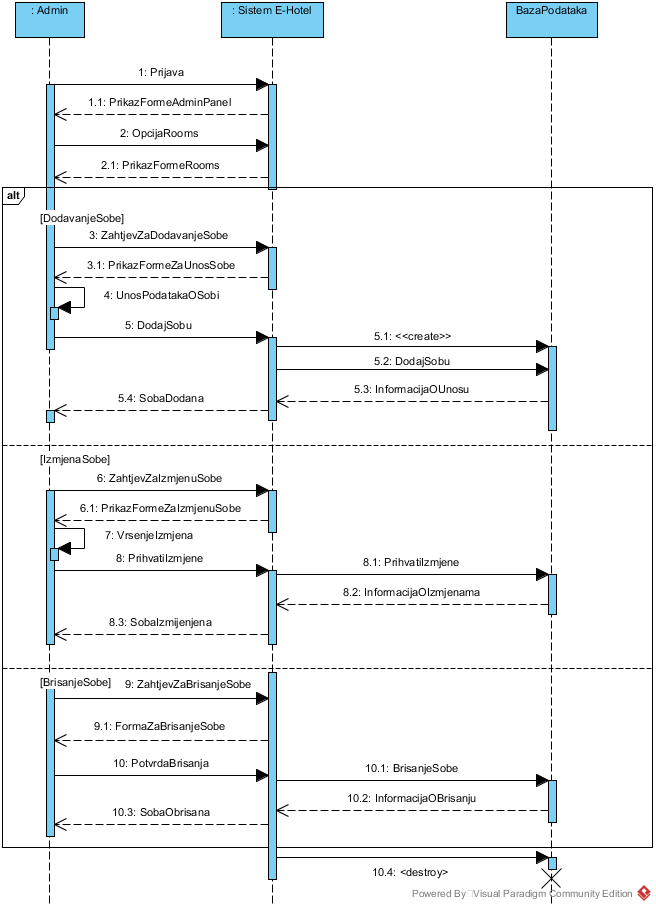 : Admin
: Sistem E-Hotel
BazaPodataka
1: Prijava
1.1: PrikazFormeAdminPanel
2: OpcijaRooms
2.1: PrikazFormeRooms
alt
[DodavanjeSobe]
3: ZahtjevZaDodavanjeSobe
3.1: PrikazFormeZaUnosSobe
4: UnosPodatakaOSobi
5: DodajSobu
5.1: <<create>>
5.2: DodajSobu
5.3: InformacijaOUnosu
5.4: SobaDodana
[IzmjenaSobe]
6: ZahtjevZaIzmjenuSobe
6.1: PrikazFormeZaIzmjenuSobe
7: VrsenjeIzmjena
8: PrihvatiIzmjene
8.1: PrihvatiIzmjene
8.2: InformacijaOIzmjenama
8.3: SobaIzmijenjena
[BrisanjeSobe]
9: ZahtjevZaBrisanjeSobe
9.1: FormaZaBrisanjeSobe
10: PotvrdaBrisanja
10.1: BrisanjeSobe
10.2: InformacijaOBrisanju
10.3: SobaObrisana
10.4: <destroy>
Powered By Visual Paradigm Community Edition